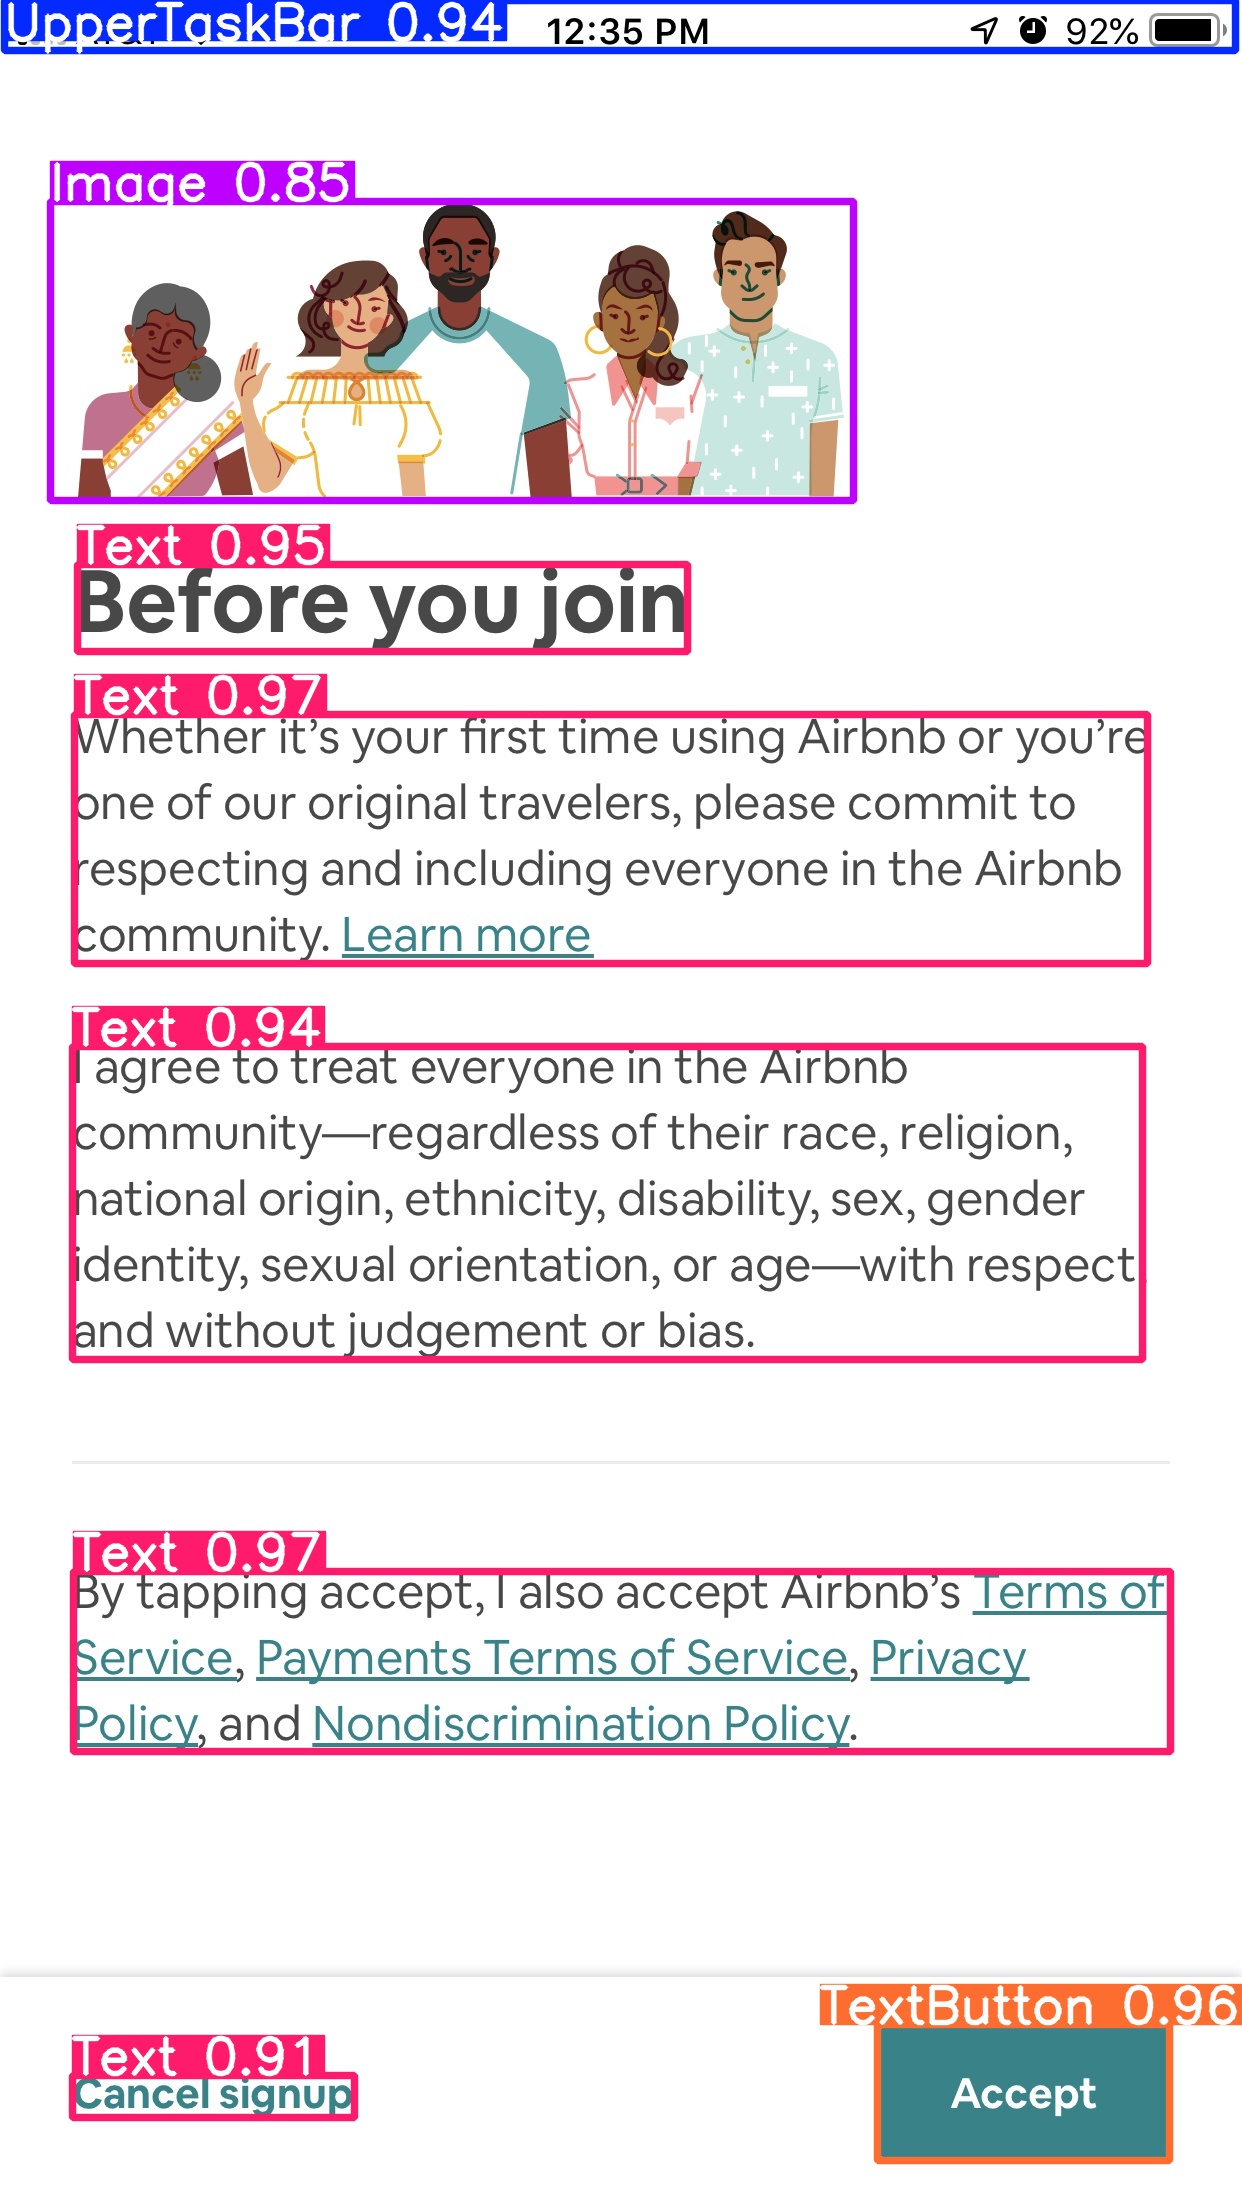 UpperTaskBar 0.94
12:35 PM
92%
Image 0.85
Text 0.95
Before you join
Text 0.97
Whether it’s your first time using Airbnb or you’re
one of our original travelers, please commit to
respecting and including everyone in the Airbnb
community. Learn more
Text 0.94
I agree to treat everyone in the Airbnb
community—regardless of their race, religion,
national origin, ethnicity, disability, sex, gender
identity, sexual orientation, or age—with respect,
and without judgement or bias.
Text 0.97
By tapping accept, I also accept Airbnb’s Terms of
Service, Payments Terms of Service, Privacy
Policy, and Nondiscrimination Policy.
TextButton 0.96
Text 0.91
Cancel signup
Accept